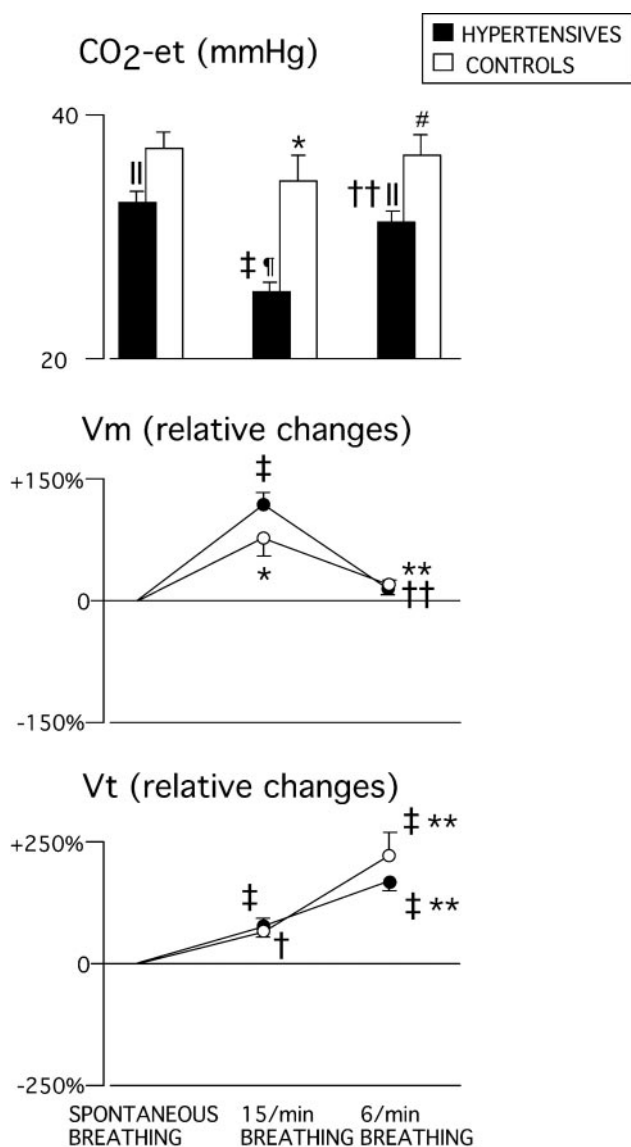 CO2-et (mmHg)
■ HYPERTENSIVES
□ CONTROLS
40
||
*
#
‡ ¶
†† ||
20
Vm (relative changes)
+150%
‡
*
**
††
0
-150%
Vt (relative changes)
+250%
‡ **
‡
‡ **
†
0
-250%
SPONTANEOUS BREATHING
15/min BREATHING
6/min BREATHING